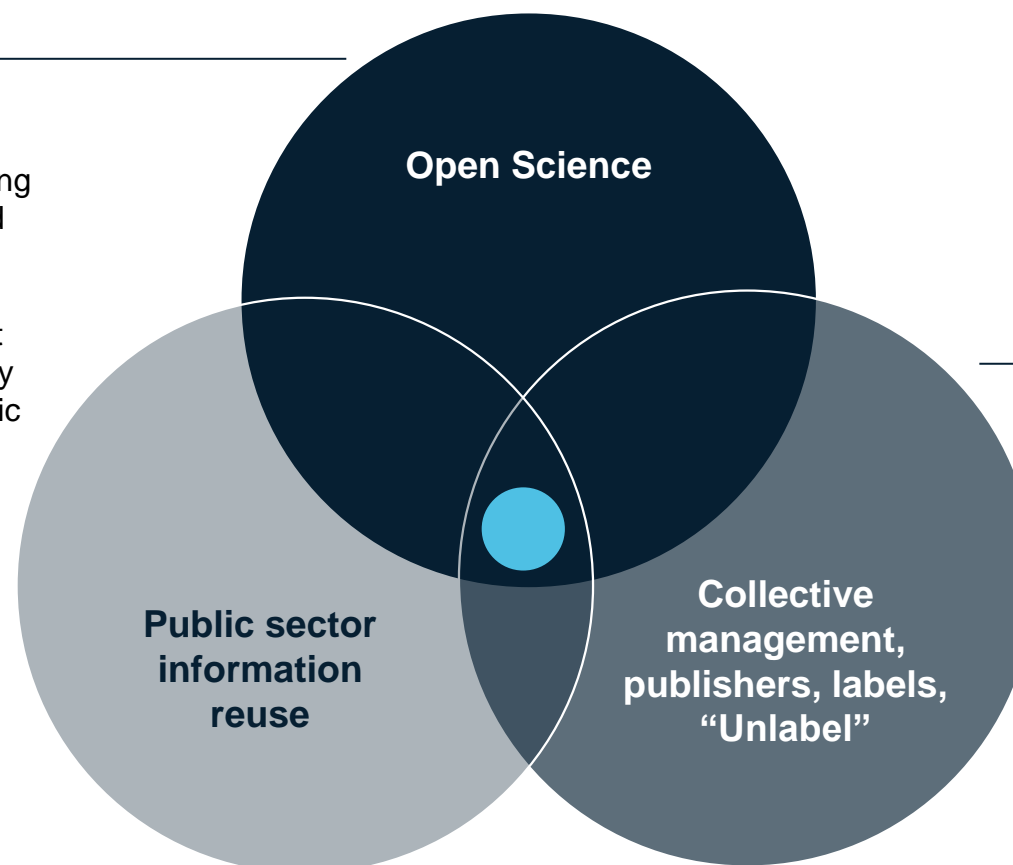 Open Science
Public sector
information
reuse
Collective
management,
publishers, labels,
“Unlabel”